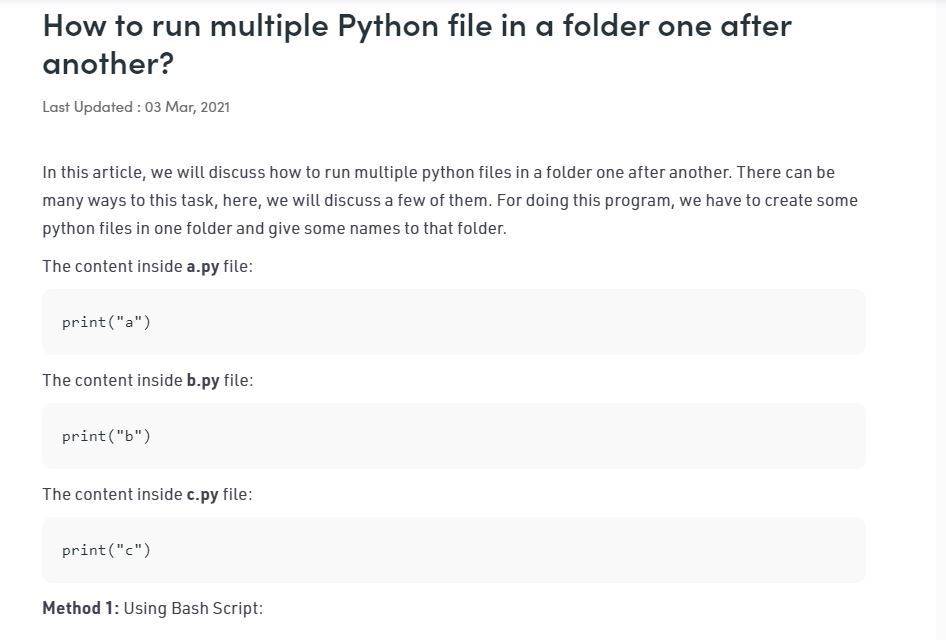 How to run multiple Python file in a folder one after
another?
Last Updated : 03 Mar, 2021
In this article, we will discuss how to run multiple python files in a folder one after another. There can be
many ways to this task, here, we will discuss a few of them. For doing this program, we have to create some
python files in one folder and give some names to that folder.
The content inside a.py file:
print("a")
The content inside b.py file:
print("b")
The content inside c.py file:
print("c")
Method 1: Using Bash Script: